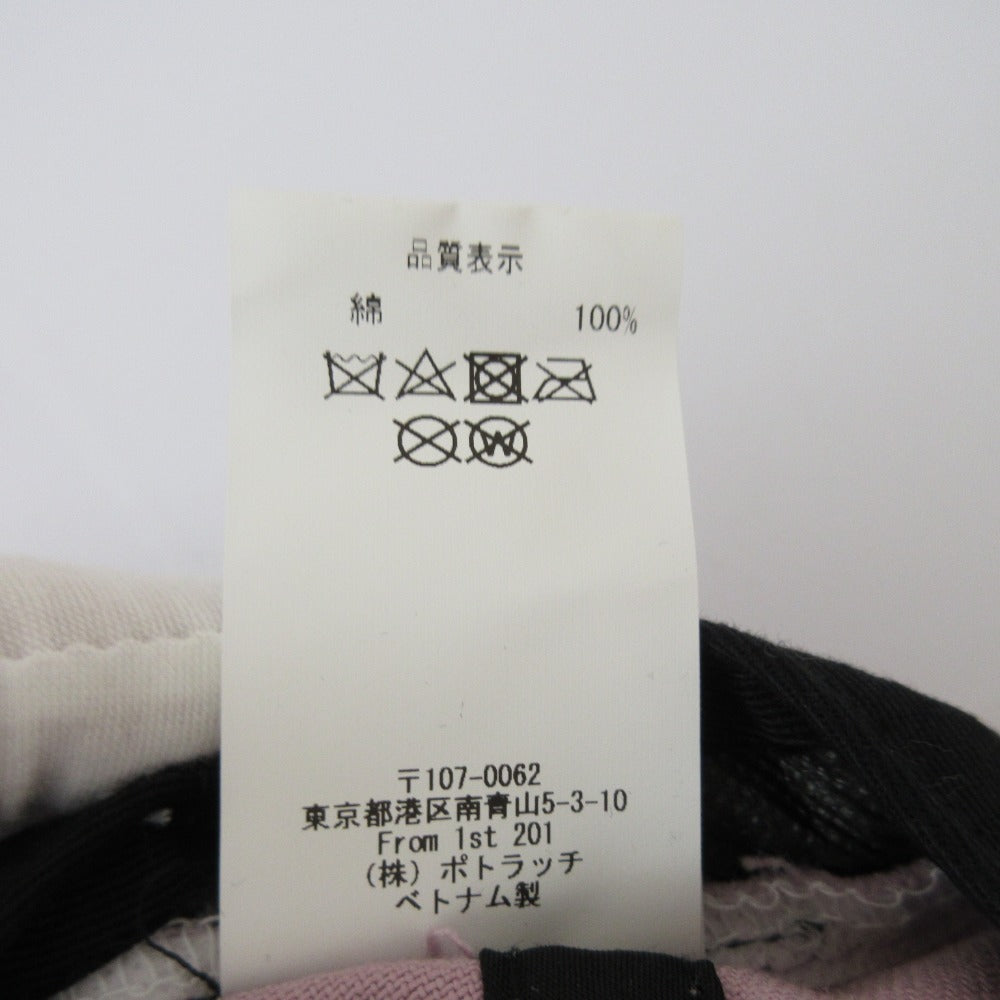 品質表示
綿 100%
W
〒107-0062
東京都港区南青山5-3-10
From 1st 201
(株) ポトラッチ
ベトナム製